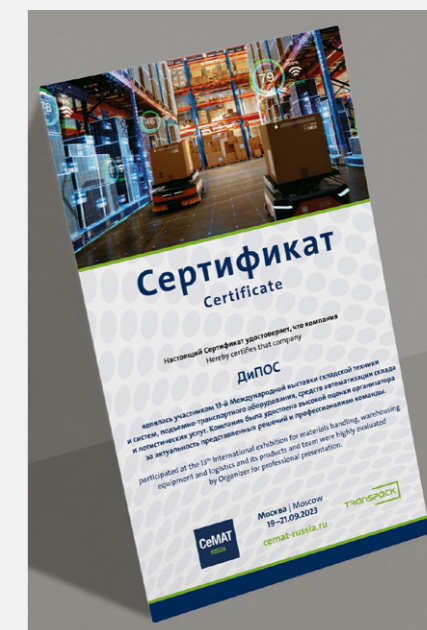 79
46
Сертификат
Certificate
Настоящий Сертификат удостоверяет, что компания
Hereby certifies that company
ДиПОС
являлась участником 13-й Международной выставки складской техники
и систем, подъемно-транспортного оборудования, средств автоматизации склада
и логистических услуг. Компания была удостоена высокой оценки организатора
за актуальность представленных решений и профессионализм команды.
participated at the 13th International exhibition for materials handling, warehousing
equipment and logistics and its products and team were highly evaluated
by Organizer for professional presentation.
CeMAT
RUSSIA
Москва | Moscow
19–21.09.2023
cemat-russia.ru
TRANSPACK